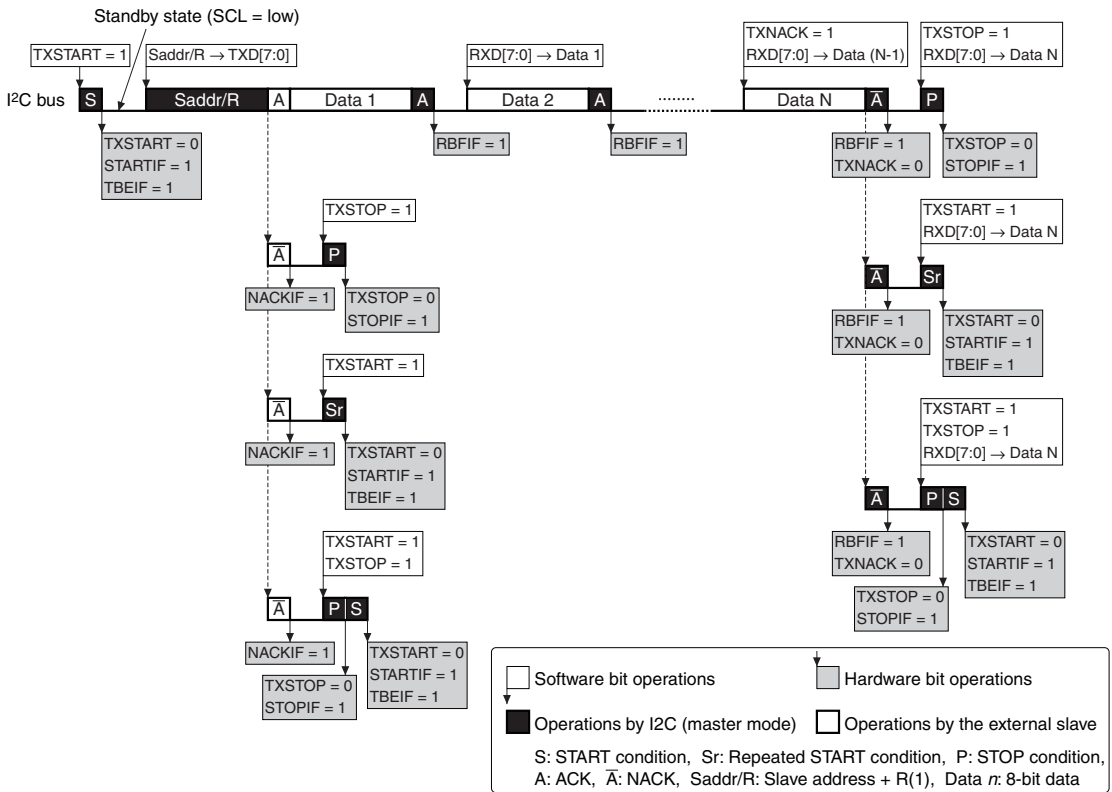 Standby state (SCL = low)
TXSTART = 1
Saddr/R → TXD[7:0]
RXD[7:0] → Data 1
TXNACK = 1
RXD[7:0] → Data (N-1)
TXSTOP = 1
RXD[7:0] → Data N
I²C bus
S
Saddr/R
A
Data 1
A
Data 2
A
........
Data N
A̅
P
TXSTART = 0
STARTIF = 1
TBEIF = 1
RBFIF = 1
RBFIF = 1
RBFIF = 1
TXNACK = 0
TXSTOP = 0
STOPIF = 1
TXSTOP = 1
A̅
P
NACKIF = 1
TXSTOP = 0
STOPIF = 1
TXSTART = 1
RXD[7:0] → Data N
A̅
Sr
RBFIF = 1
TXNACK = 0
TXSTART = 0
STARTIF = 1
TBEIF = 1
TXSTART = 1
A̅
Sr
NACKIF = 1
TXSTART = 0
STARTIF = 1
TBEIF = 1
TXSTART = 1
TXSTOP = 1
RXD[7:0] → Data N
A̅
P
S
RBFIF = 1
TXNACK = 0
TXSTOP = 0
STOPIF = 1
TXSTART = 0
STARTIF = 1
TBEIF = 1
TXSTART = 1
TXSTOP = 1
A̅
P
S
NACKIF = 1
TXSTOP = 0
STOPIF = 1
TXSTART = 0
STARTIF = 1
TBEIF = 1
Software bit operations
Hardware bit operations
Operations by I2C (master mode)
Operations by the external slave
S: START condition, Sr: Repeated START condition, P: STOP condition,
A: ACK, A̅: NACK, Saddr/R: Slave address + R(1), Data n: 8-bit data